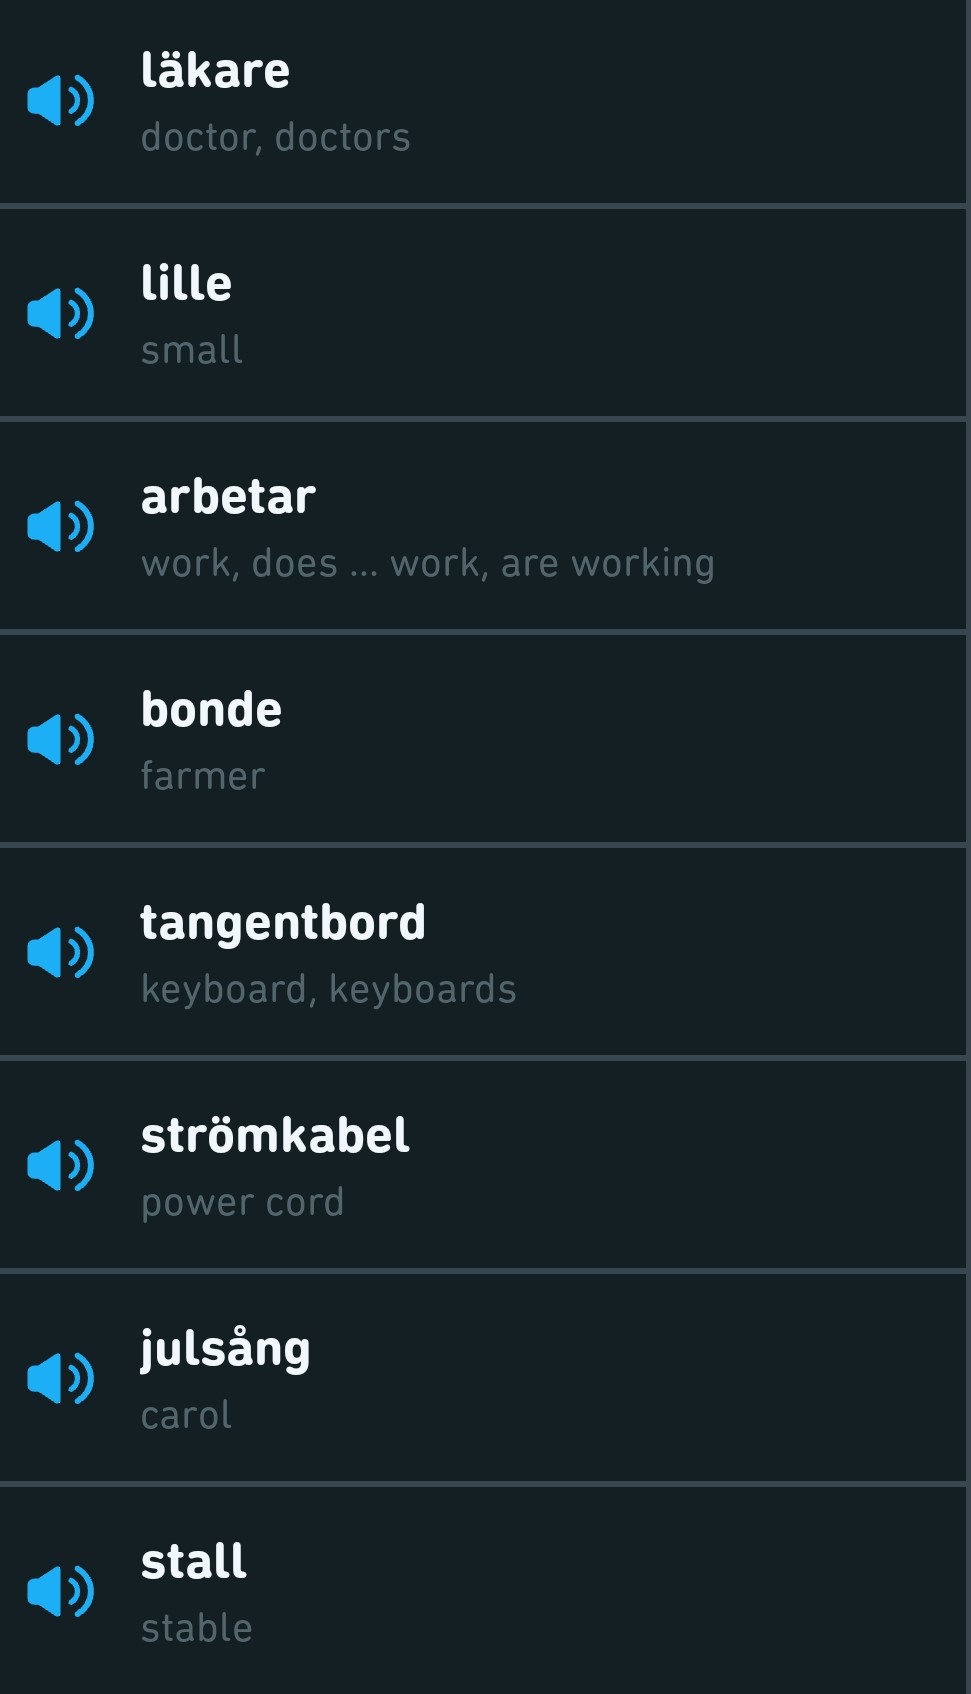 läkare
doctor, doctors
lille
small
arbetar
work, does ... work, are working
bonde
farmer
tangentbord
keyboard, keyboards
strömkabel
power cord
julsång
carol
stall
stable